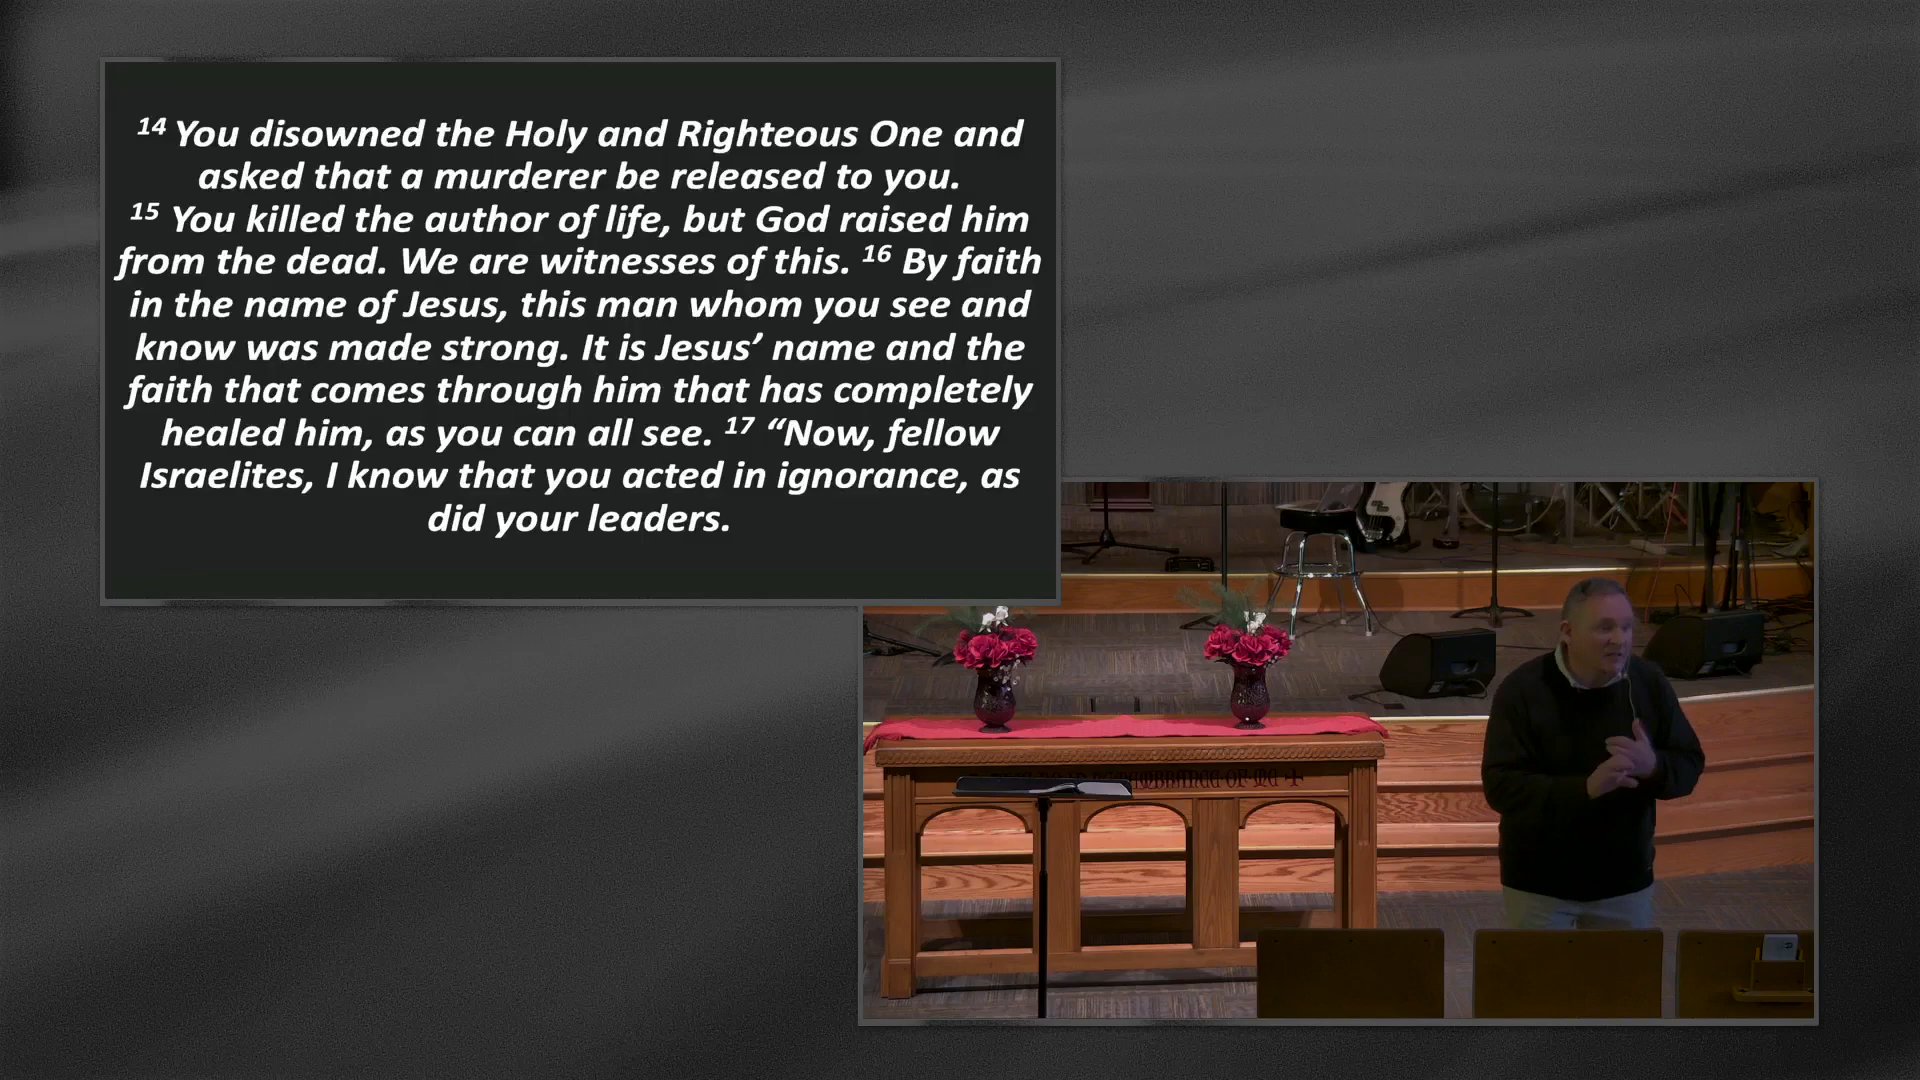 14 You disowned the Holy and Righteous One and
asked that a murderer be released to you.
15 You killed the author of life, but God raised him
from the dead. We are witnesses of this. 16 By faith
in the name of Jesus, this man whom you see and
know was made strong. It is Jesus’ name and the
faith that comes through him that has completely
healed him, as you can all see. 17 “Now, fellow
Israelites, I know that you acted in ignorance, as
did your leaders.
OF ME